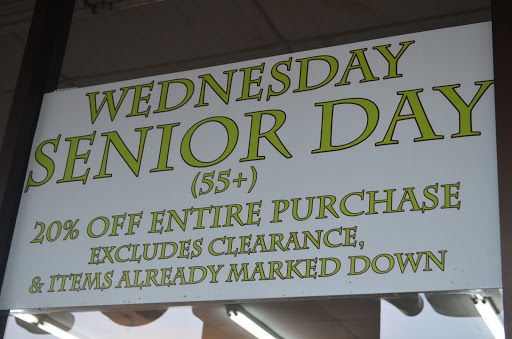 WEDNESDAY
SENIOR DAY
(55+)
20% OFF ENTIRE PURCHASE
EXCLUDES CLEARANCE,
& ITEMS ALREADY MARKED DOWN